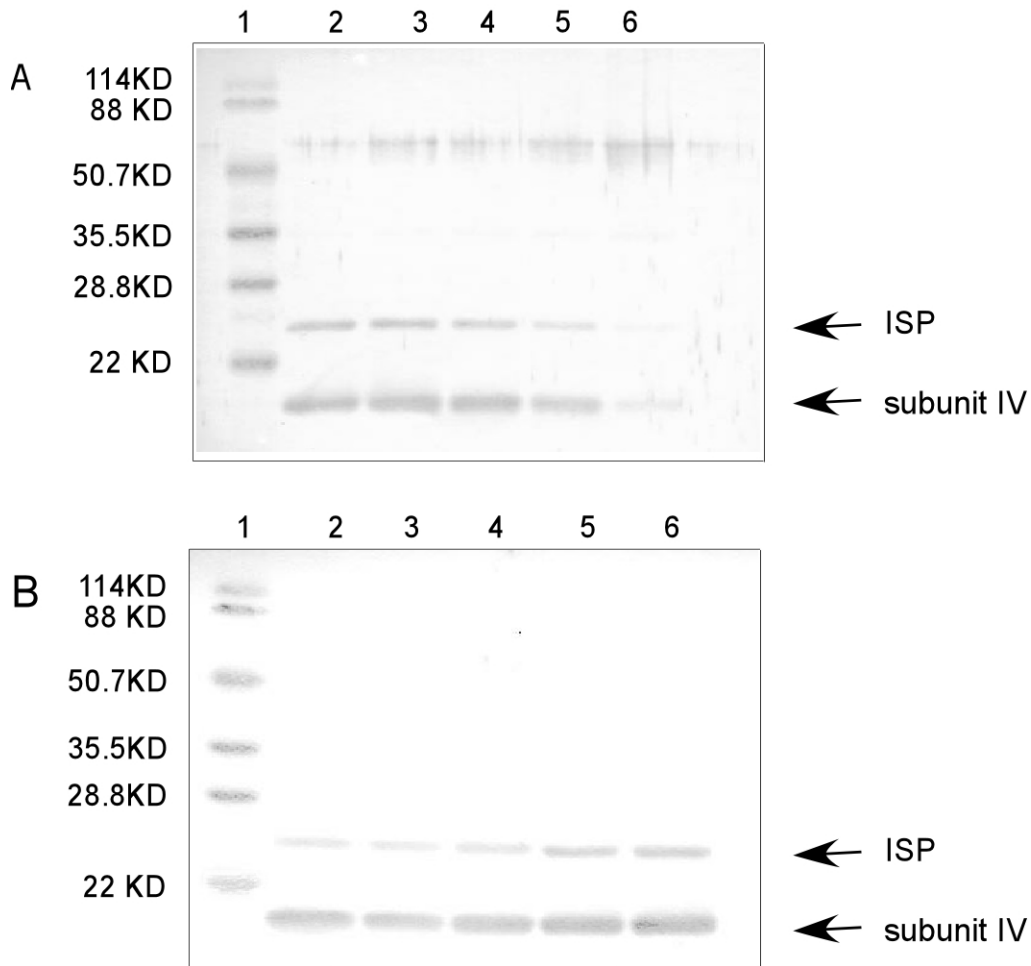 1 2 3 4 5 6
A
114KD
88 KD
50.7KD
35.5KD
28.8KD
ISP
22 KD
subunit IV
1 2 3 4 5 6
B
114KD
88 KD
50.7KD
35.5KD
28.8KD
ISP
22 KD
subunit IV